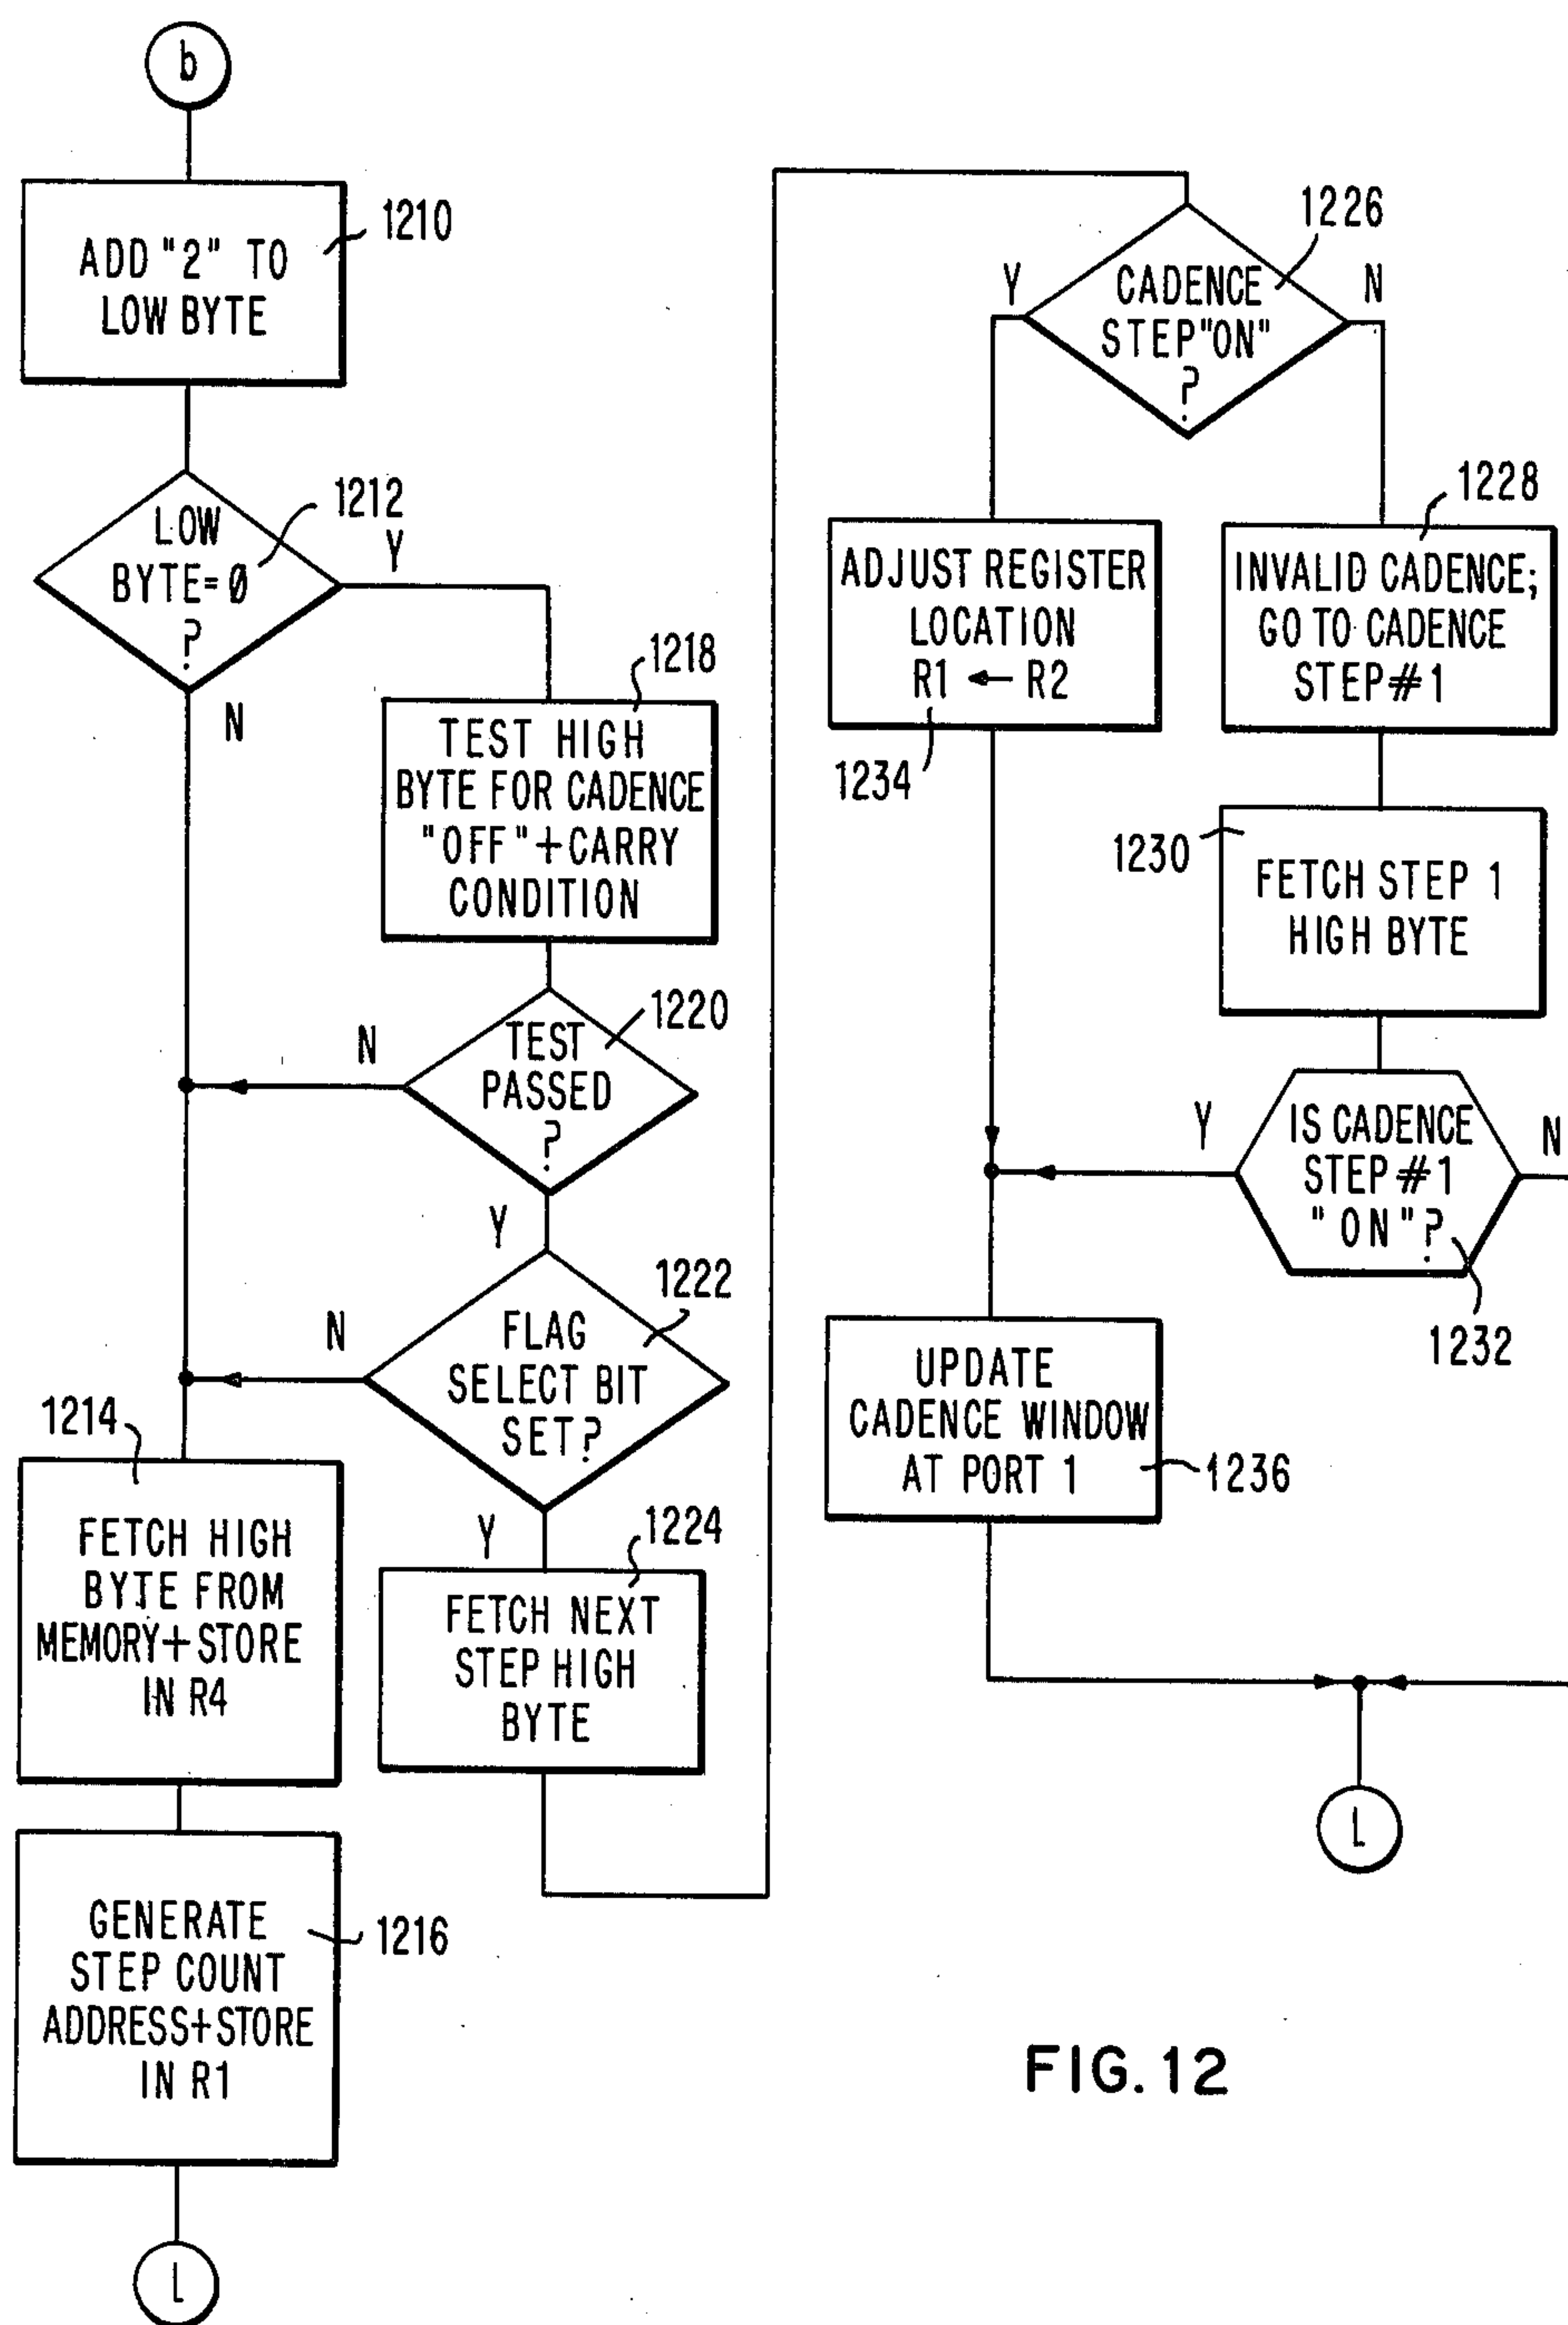 b
ADD "2" TO
LOW BYTE
1210
LOW
BYTE=Ø
?
1212
Y
N
TEST HIGH
BYTE FOR CADENCE
"OFF"+CARRY
CONDITION
1218
TEST
PASSED
?
1220
N
Y
FLAG
SELECT BIT
SET?
1222
N
Y
1214
FETCH HIGH
BYTE FROM
MEMORY+STORE
IN R4
1224
FETCH NEXT
STEP HIGH
BYTE
GENERATE
STEP COUNT
ADDRESS+STORE
IN R1
1216
L
CADENCE
STEP"ON"
?
1226
Y
N
ADJUST REGISTER
LOCATION
R1 ← R2
1234
1228
INVALID CADENCE;
GO TO CADENCE
STEP#1
1230
FETCH STEP 1
HIGH BYTE
IS CADENCE
STEP#1
"ON"?
Y
N
1232
UPDATE
CADENCE WINDOW
AT PORT 1
1236
L
FIG. 12